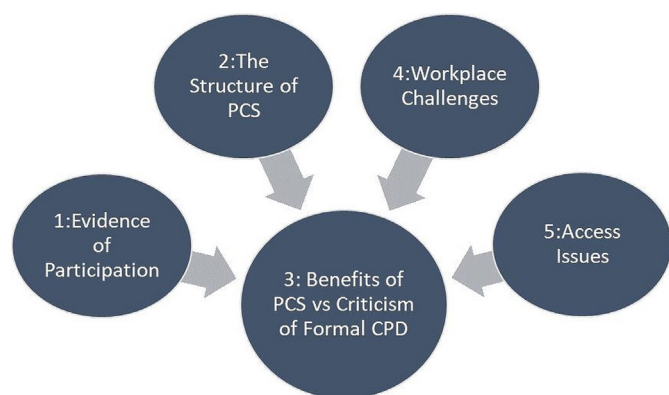 2:The
Structure of
PCS
4:Workplace
Challenges
1:Evidence
of
Participation
5:Access
Issues
3: Benefits of
PCS vs Criticism
of Formal CPD